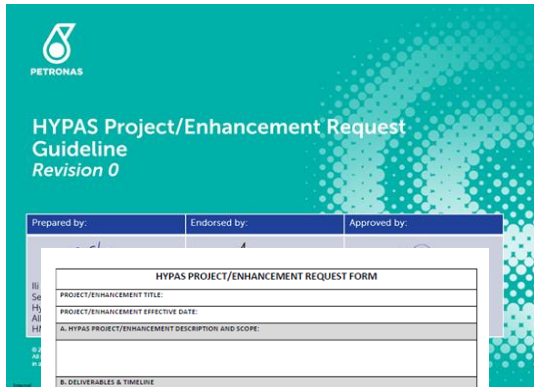 PETRONAS
HYPAS Project/Enhancement Request
Guideline
Revision 0
Prepared by: Endorsed by: Approved by:
HYPAS PROJECT/ENHANCEMENT REQUEST FORM
PROJECT/ENHANCEMENT TITLE:
PROJECT/ENHANCEMENT EFFECTIVE DATE:
A. HYPAS PROJECT/ENHANCEMENT DESCRIPTION AND SCOPE:
B. DELIVERABLES & TIMELINE